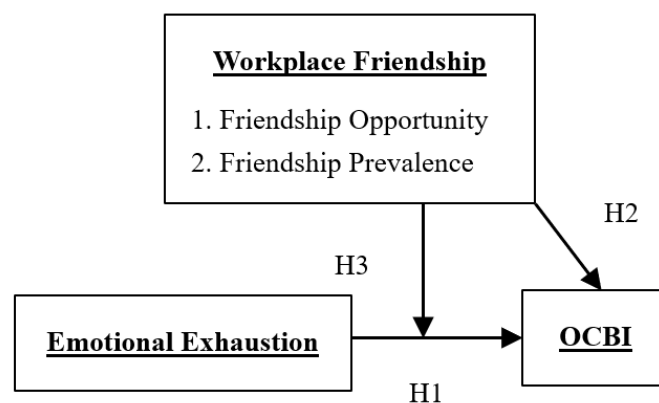 Workplace Friendship
1. Friendship Opportunity
2. Friendship Prevalence
H2
H3
Emotional Exhaustion
OCBI
H1